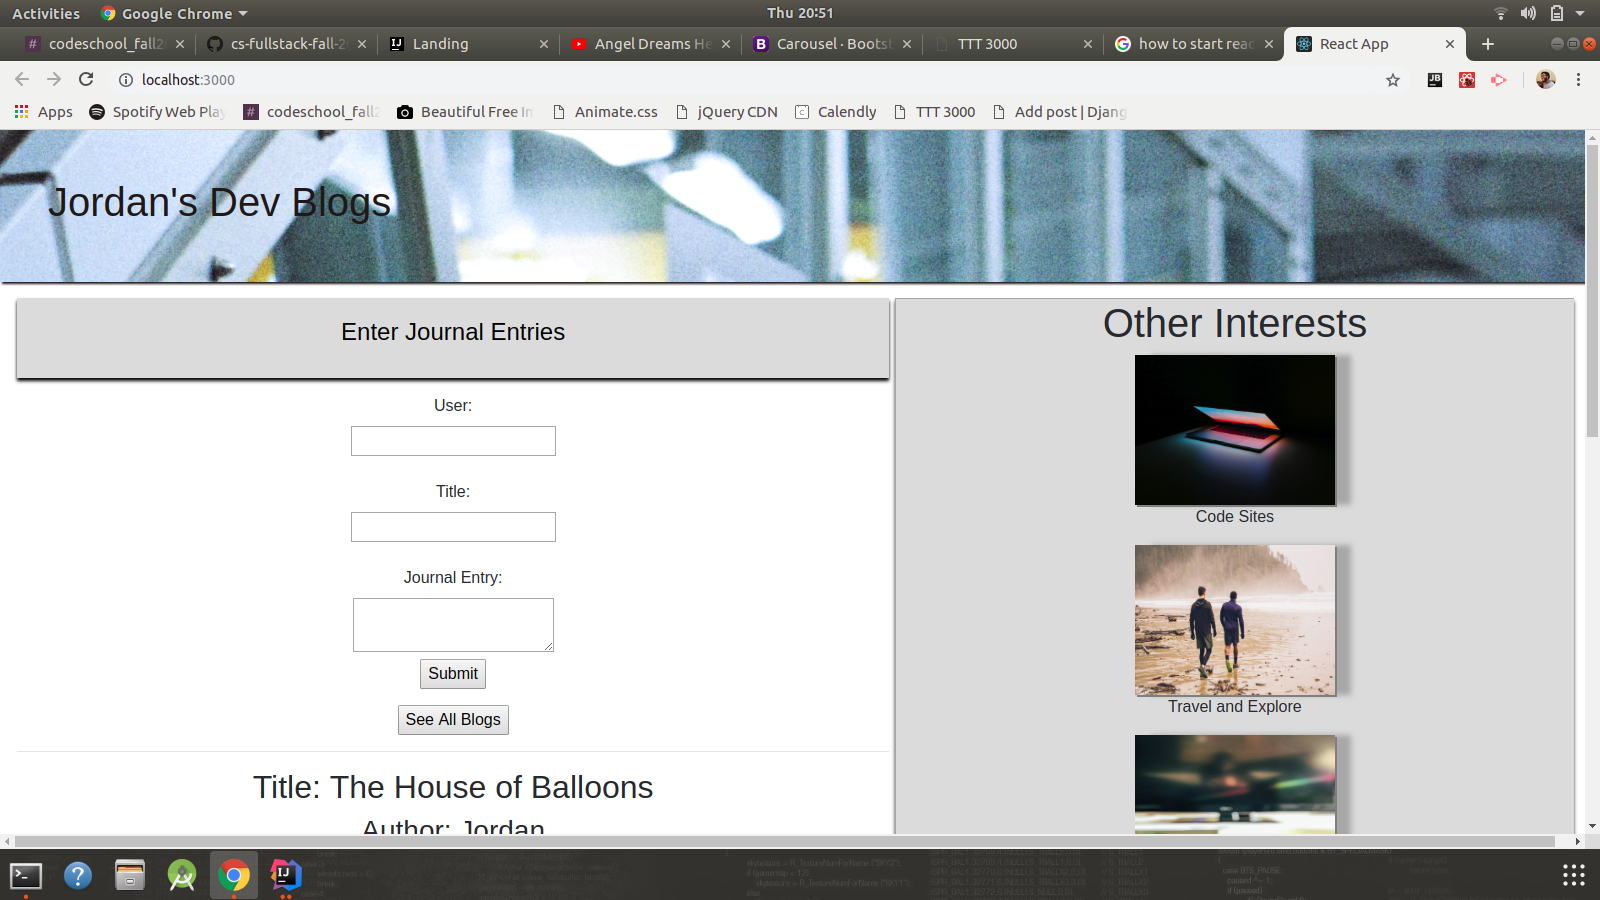 Activities Google Chrome Thu 20:51
codeschool_fall2 cs-fullstack-fall-2 Landing Angel Dreams He Carousel · Bootst TTT 3000 how to start reac React App
localhost:3000
Apps Spotify Web Play codeschool_fall2 Beautiful Free Im Animate.css jQuery CDN Calendly TTT 3000 Add post | Djang
Jordan's Dev Blogs
Enter Journal Entries
User:
Title:
Journal Entry:
Submit
See All Blogs
Title: The House of Balloons
Author: Jordan
Other Interests
Code Sites
Travel and Explore